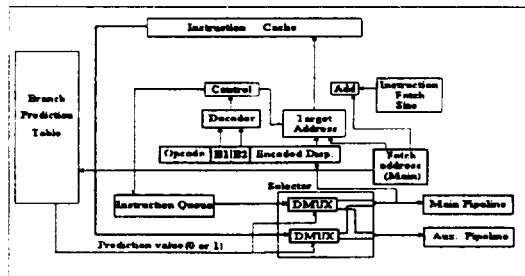 Instruction Cache
Branch
Prediction
Table
Control
Add
Instruction
Fetch
Size
Decoder
Target
Address
Opcode B1 B2 Encoded Disp.
Fetch
address
(Main)
Selector
Instruction Queue
DMUX
Main Pipeline
DMUX
Aux. Pipeline
Prediction value (0 or 1)